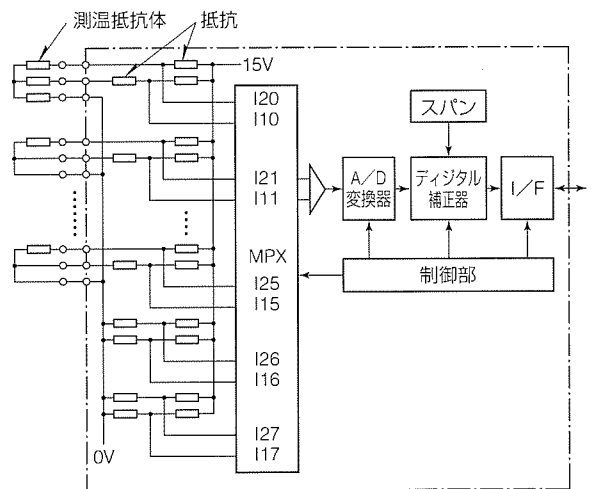 測温抵抗体
抵抗
15V
I20
I10
スパン
I21
I11
A/D
変換器
ディジタル
補正器
I/F
MPX
制御部
I25
I15
I26
I16
I27
I17
0V